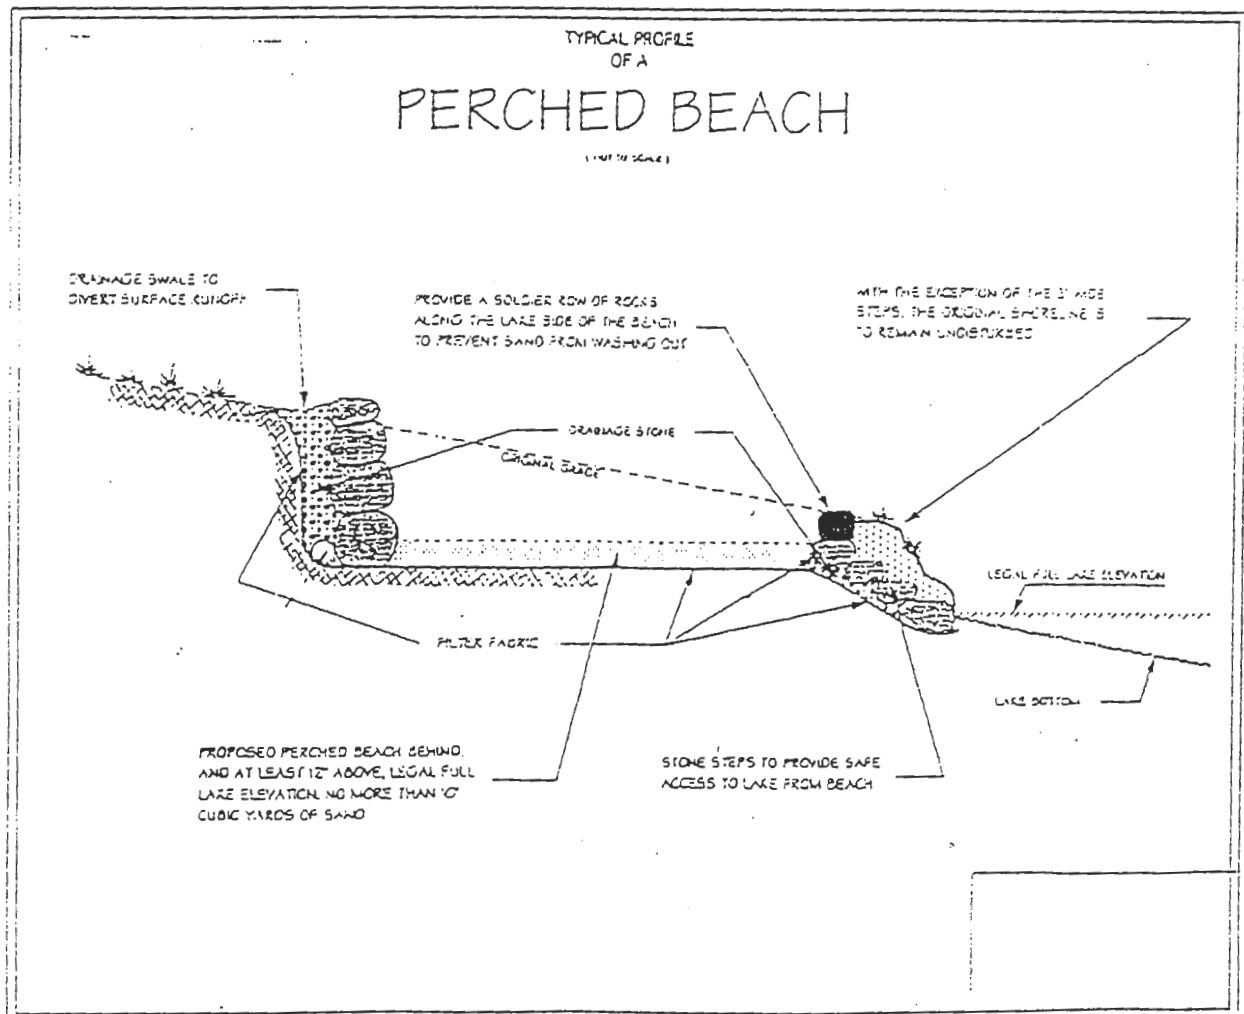 TYPICAL PROFILE
OF A
PERCHED BEACH
(NOT TO SCALE)
DRAINAGE SWALE TO
DIVERT SURFACE RUNOFF
PROVIDE A SOLDIER ROW OF ROCKS
ALONG THE LAKE SIDE OF THE BEACH
TO PREVENT SAND FROM WASHING OUT
WITH THE EXCEPTION OF THE WIDE
STEPS, THE ORIGINAL SHORELINE IS
TO REMAIN UNDISTURBED
DRAINAGE STONE
ORIGINAL GRADE
LEGAL FULL LAKE ELEVATION
FILTER FABRIC
LAKE BOTTOM
PROPOSED PERCHED BEACH BEHIND,
AND AT LEAST 12" ABOVE, LEGAL FULL
LAKE ELEVATION. NO MORE THAN
CUBIC YARDS OF SAND
STONE STEPS TO PROVIDE SAFE
ACCESS TO LAKE FROM BEACH